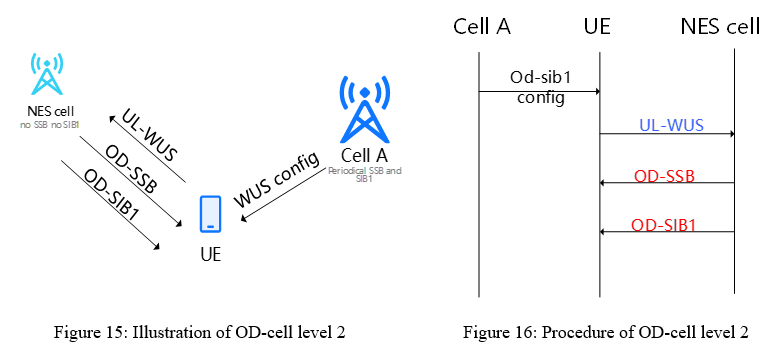 NES cell
no SSB no SIB1
UL-WUS
OD-SSB
OD-SIB1
WUS config
Cell A
Periodical SSB and
SIB1
UE
Figure 15: Illustration of OD-cell level 2
Cell A
UE
NES cell
Od-sib1
config
UL-WUS
OD-SSB
OD-SIB1
Figure 16: Procedure of OD-cell level 2